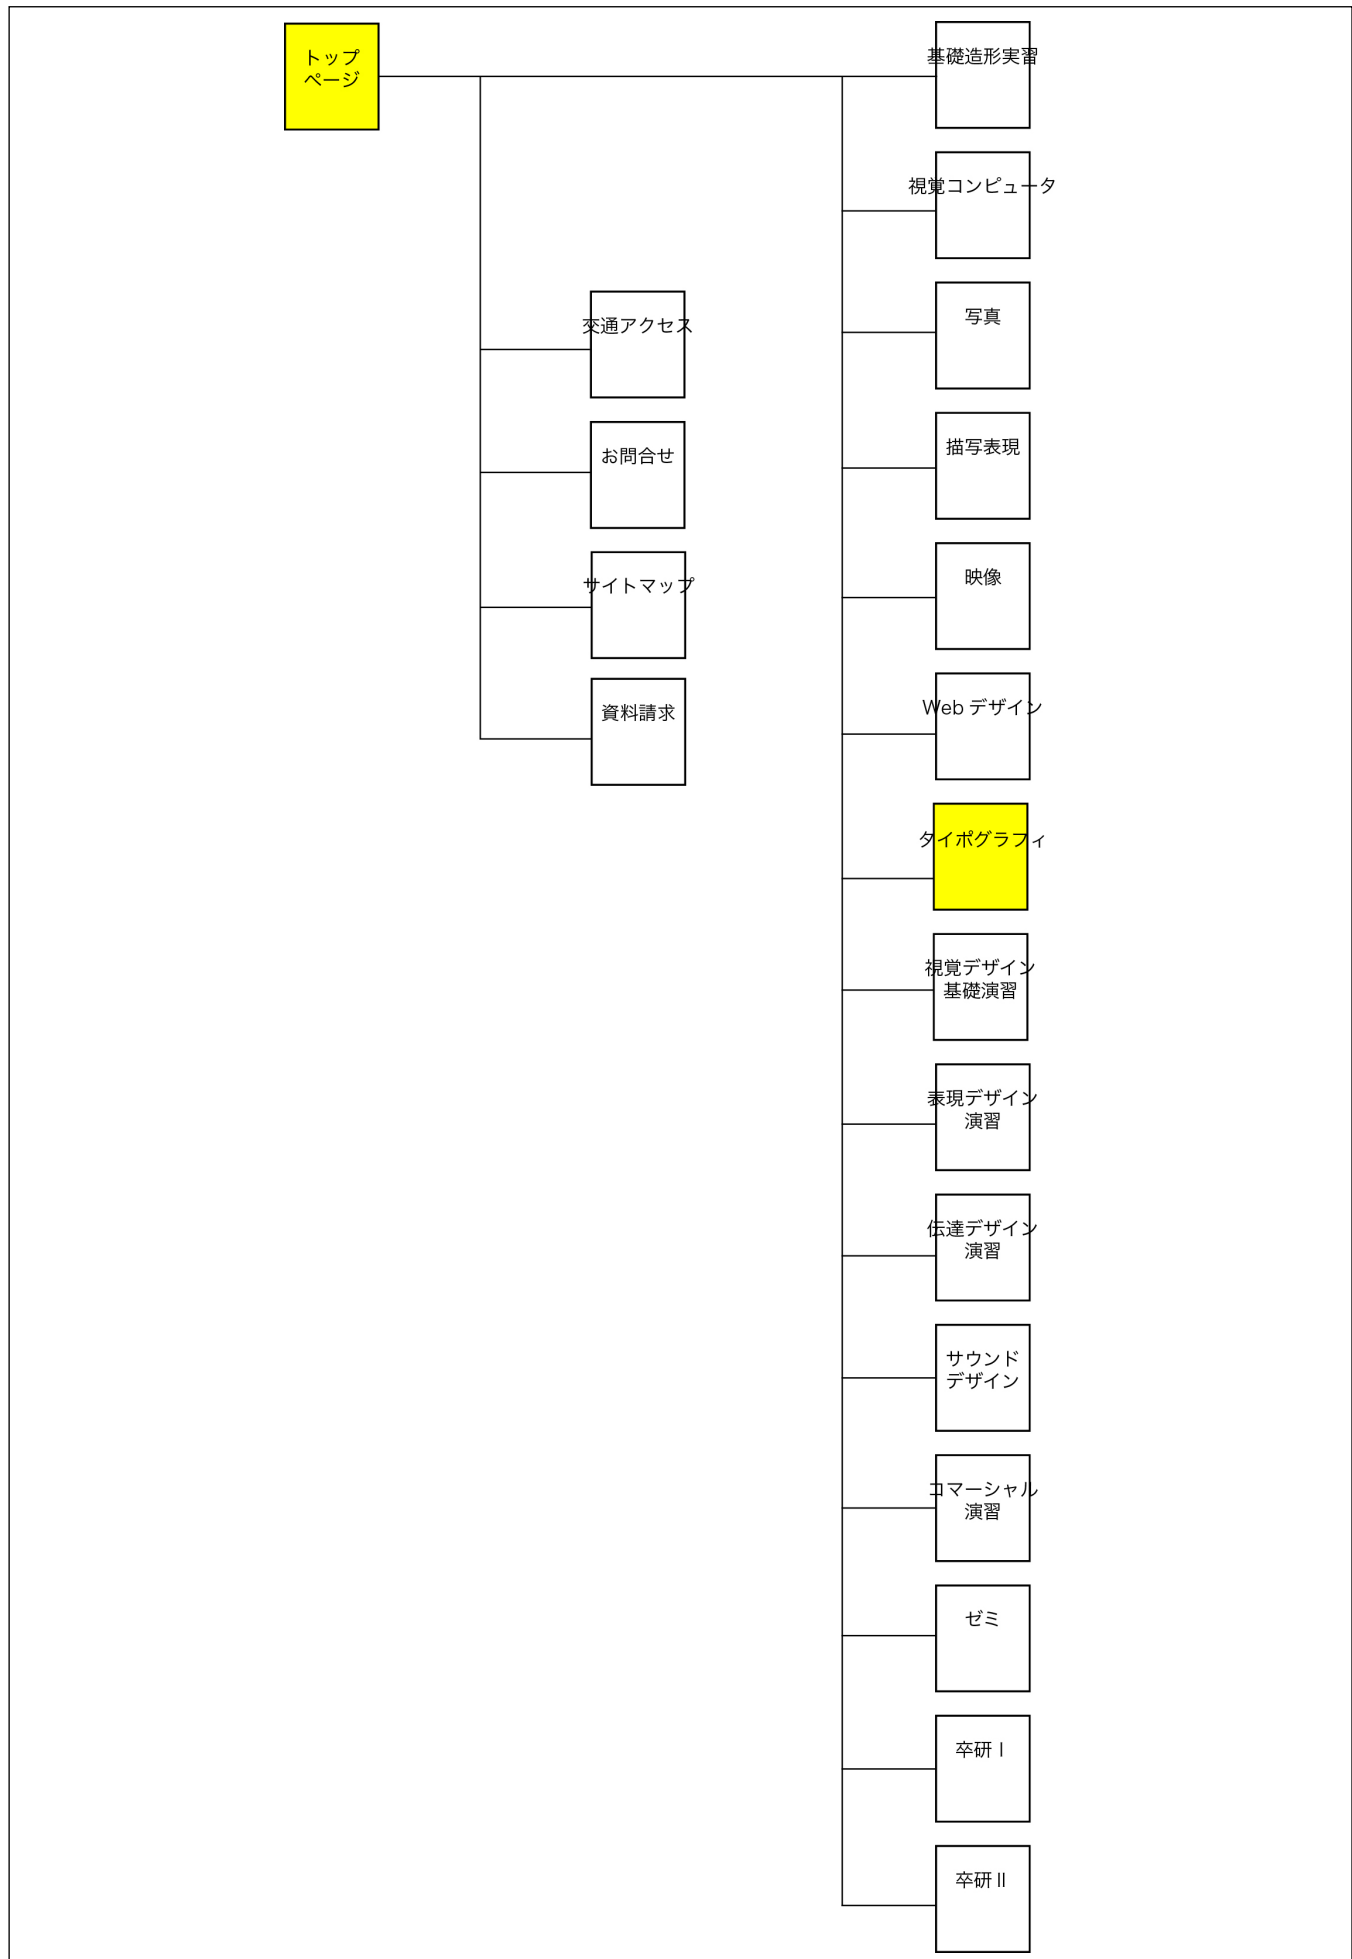 トップ
ページ
交通アクセス
お問合せ
サイトマップ
資料請求
基礎造形実習
視覚コンピュータ
写真
描写表現
映像
Web デザイン
タイポグラフィ
視覚デザイン
基礎演習
表現デザイン
演習
伝達デザイン
演習
サウンド
デザイン
コマーシャル
演習
ゼミ
卒研 I
卒研 II